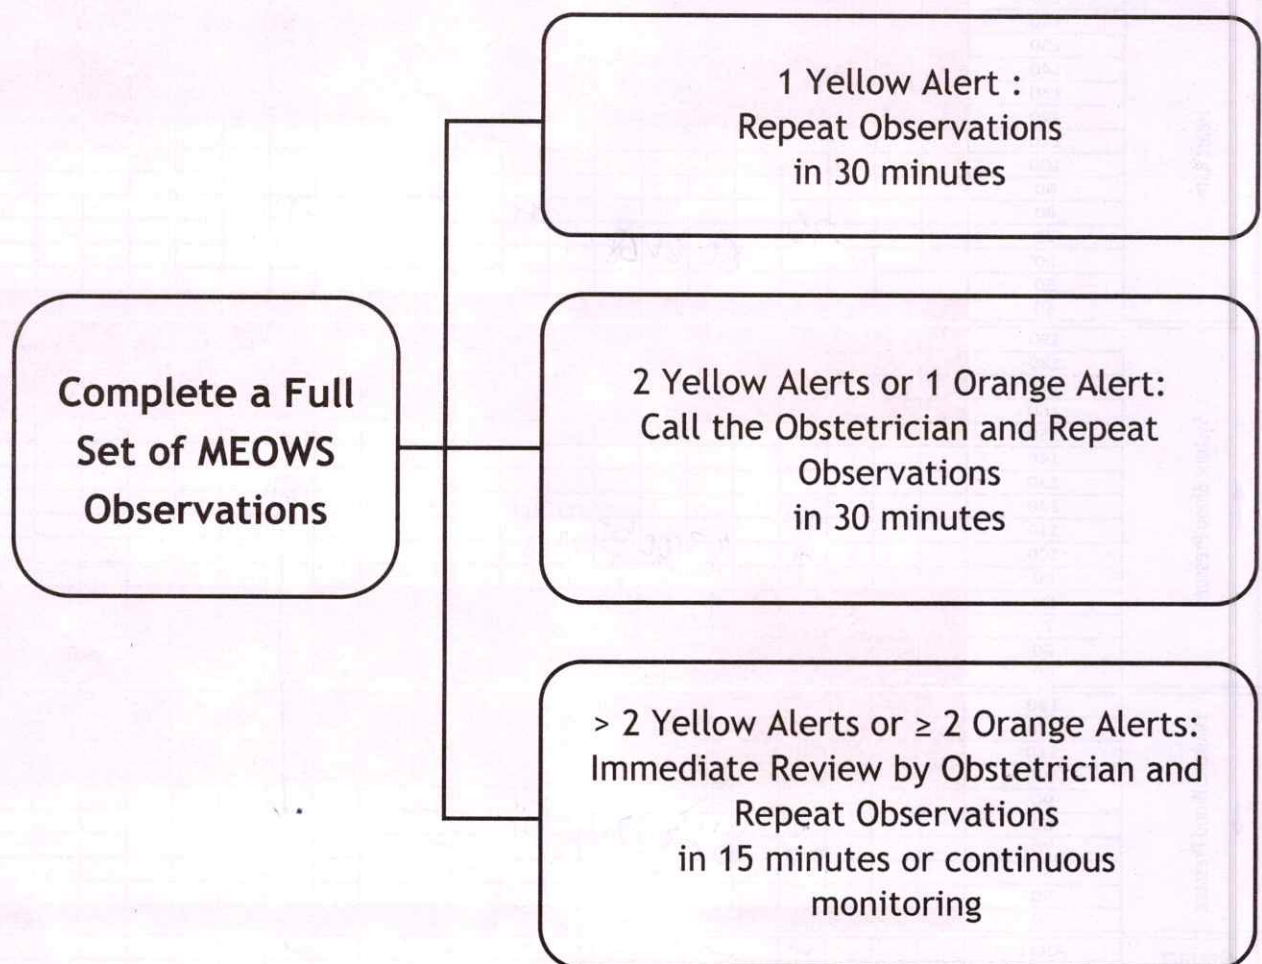 Complete a Full
Set of MEOWS
Observations
1 Yellow Alert :
Repeat Observations
in 30 minutes
2 Yellow Alerts or 1 Orange Alert:
Call the Obstetrician and Repeat
Observations
in 30 minutes
> 2 Yellow Alerts or ≥ 2 Orange Alerts:
Immediate Review by Obstetrician and
Repeat Observations
in 15 minutes or continuous
monitoring